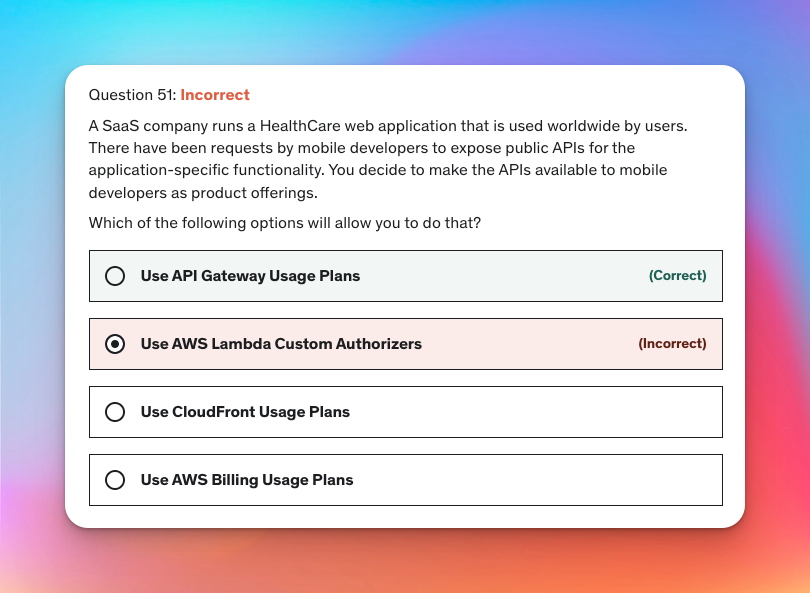 Question 51: Incorrect
A SaaS company runs a HealthCare web application that is used worldwide by users.
There have been requests by mobile developers to expose public APIs for the
application-specific functionality. You decide to make the APIs available to mobile
developers as product offerings.
Which of the following options will allow you to do that?
Use API Gateway Usage Plans (Correct)
Use AWS Lambda Custom Authorizers (Incorrect)
Use CloudFront Usage Plans
Use AWS Billing Usage Plans